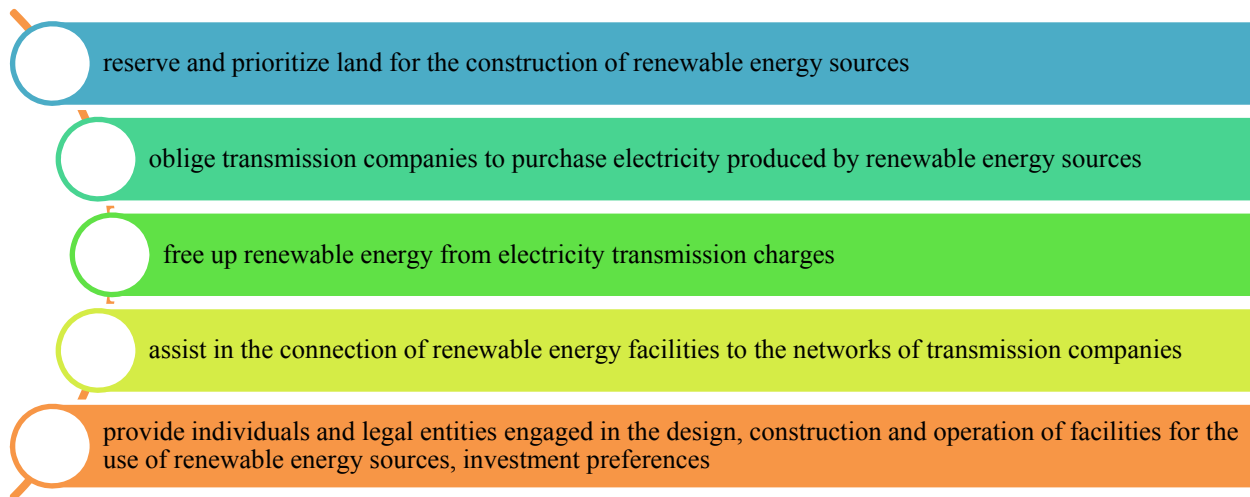 reserve and prioritize land for the construction of renewable energy sources
oblige transmission companies to purchase electricity produced by renewable energy sources
free up renewable energy from electricity transmission charges
assist in the connection of renewable energy facilities to the networks of transmission companies
provide individuals and legal entities engaged in the design, construction and operation of facilities for the
use of renewable energy sources, investment preferences